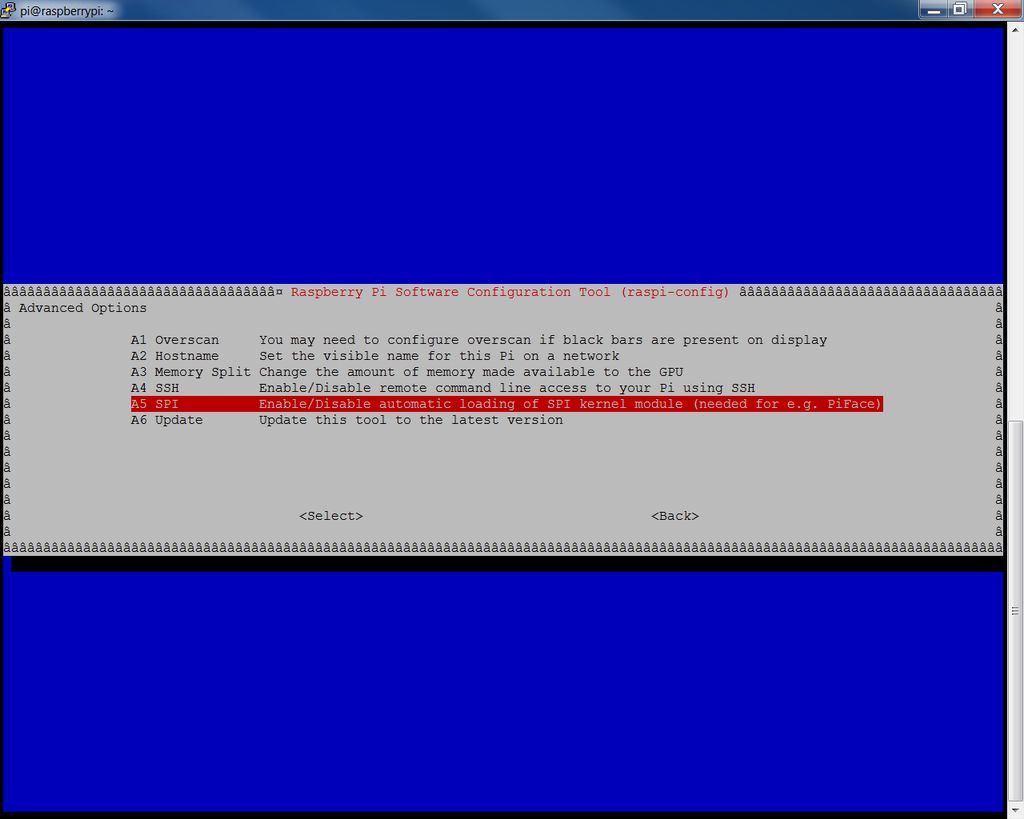 pi@raspberrypi: ~
âââââââââââââââââââââââââââââââââ¤ Raspberry Pi Software Configuration Tool (raspi-config) âââââââââââââââââââââââââââââââââ
â Advanced Options â
â â
â A1 Overscan You may need to configure overscan if black bars are present on display â
â A2 Hostname Set the visible name for this Pi on a network â
â A3 Memory Split Change the amount of memory made available to the GPU â
â A4 SSH Enable/Disable remote command line access to your Pi using SSH â
â A5 SPI Enable/Disable automatic loading of SPI kernel module (needed for e.g. PiFace) â
â A6 Update Update this tool to the latest version â
â â
â â
â â
â â
â â
â <Select> <Back> â
â â
âââââââââââââââââââââââââââââââââââââââââââââââââââââââââââââââââââââââââââââââââââââââââââââââââââââââââââââââââââââââââââââ